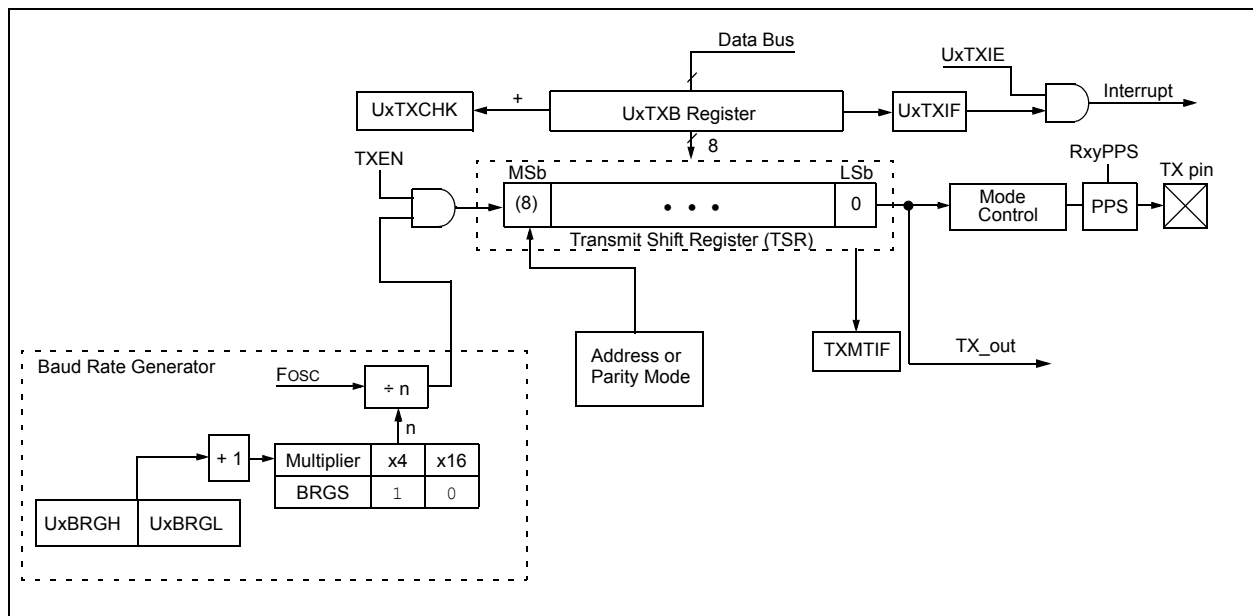 Data Bus
UxTXIE
Interrupt
UxTXCHK
+
UxTXB Register
UxTXIF
8
TXEN
RxyPPS
MSb
LSb
TX pin
(8)
• • •
0
Mode
Control
PPS
Transmit Shift Register (TSR)
Address or
Parity Mode
TXMTIF
TX_out
Baud Rate Generator
FOSC
÷ n
n
+ 1
Multiplier x4 x16
BRGS 1 0
UxBRGH UxBRGL